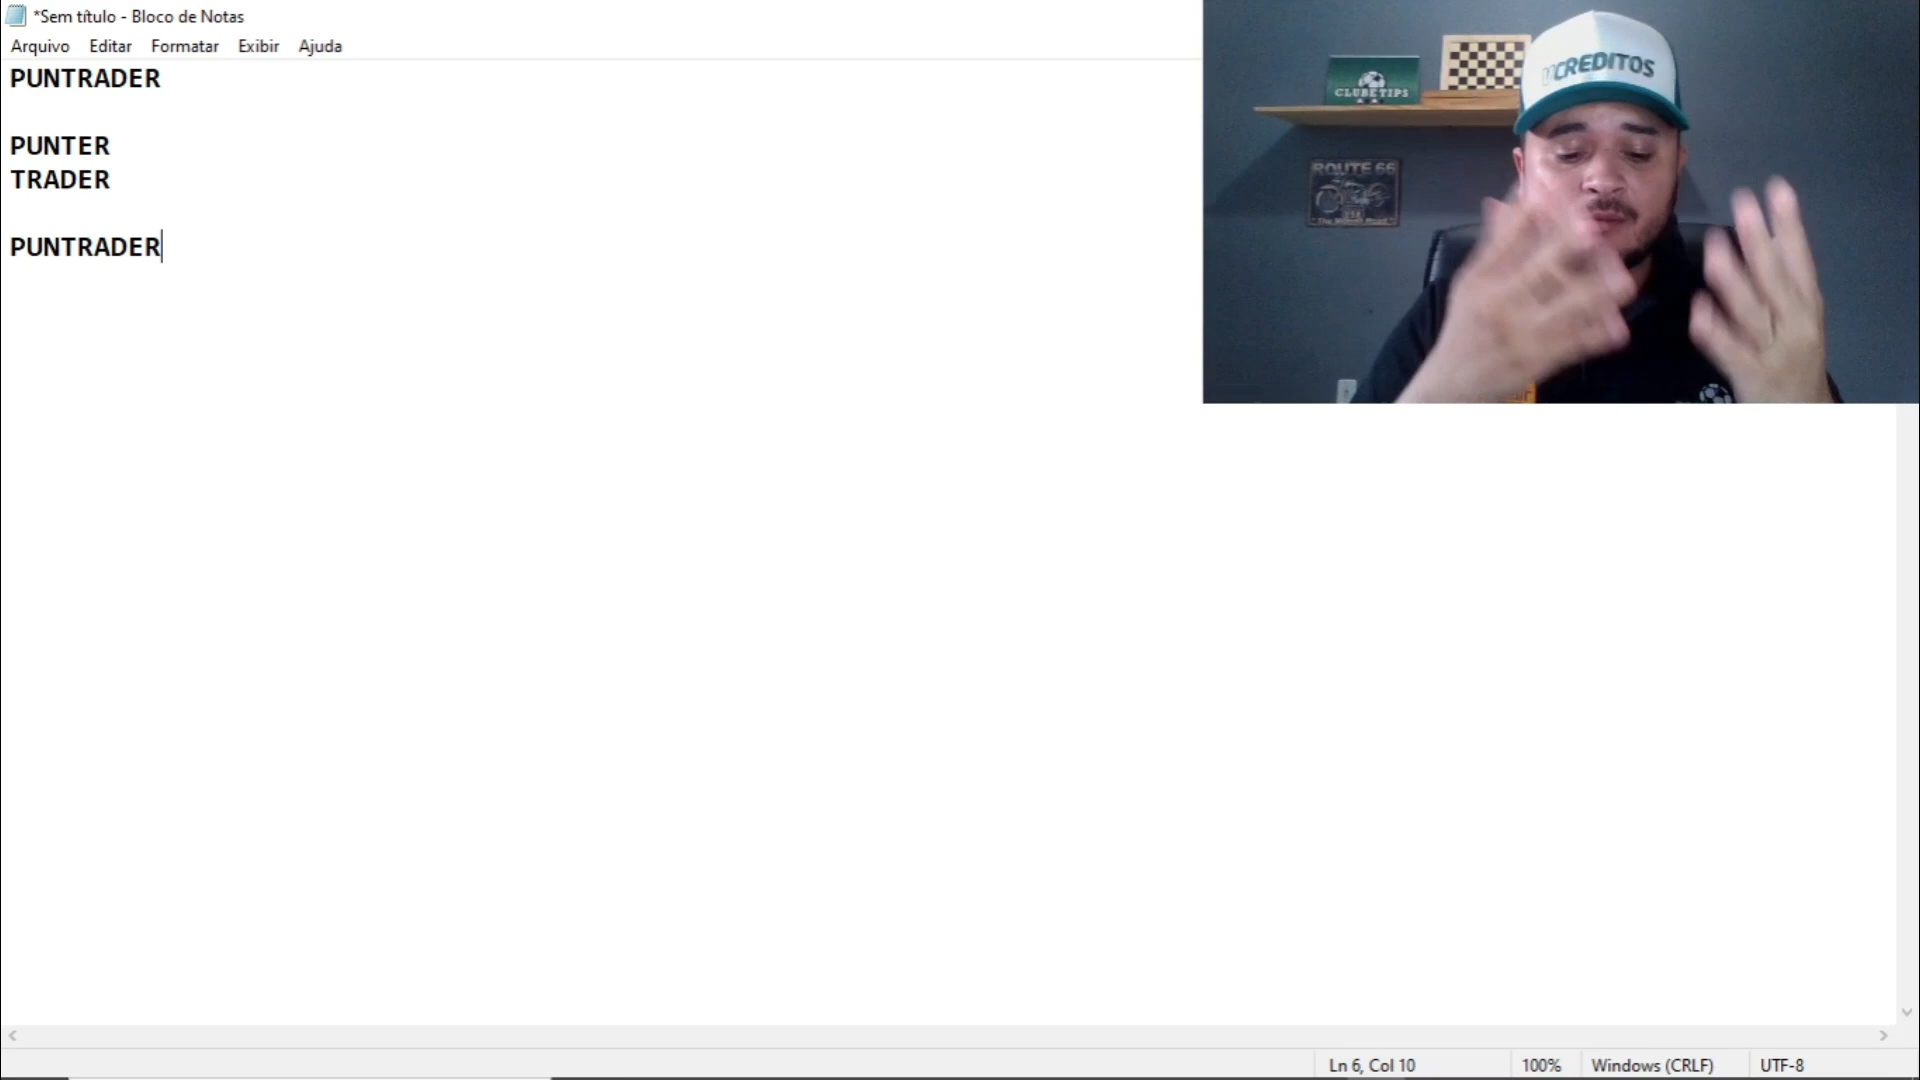 *Sem título - Bloco de Notas
Arquivo Editar Formatar Exibir Ajuda
PUNTRADER
PUNTER
TRADER
PUNTRADER
CREDITOS
CLUBETIPS
ROUTE 66
Ln 6, Col 10 100% Windows (CRLF) UTF-8